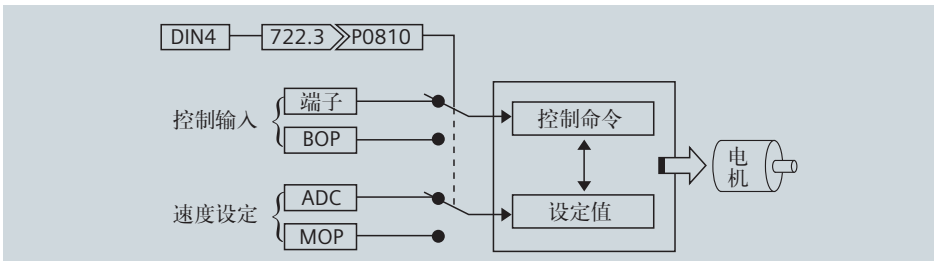 DIN4 722.3 P0810
控制输入
端子
BOP
控制命令
速度设定
ADC
MOP
设定值
电机